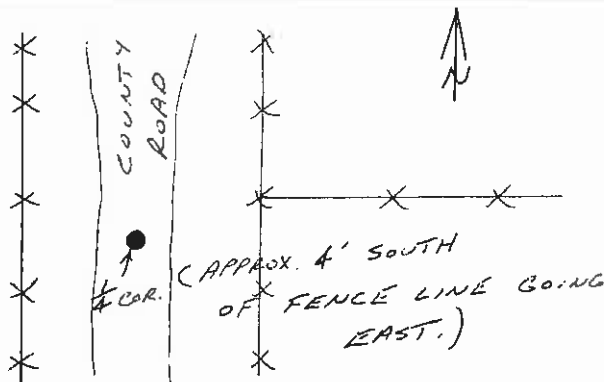 N
COUNTY
ROAD
1/4 COR. (APPROX. 4' SOUTH
OF FENCE LINE GOING
EAST.)